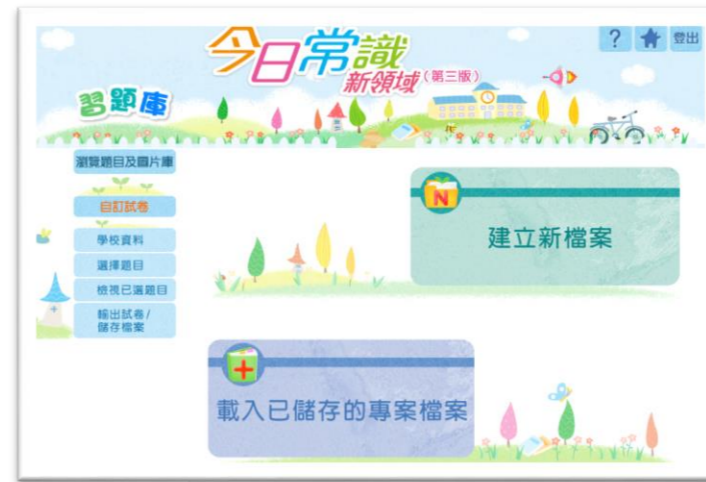 今日常識
新領域(第三版)
習題庫
?
登出
瀏覽題目及圖片庫
自訂試卷
學校資料
選擇題目
檢視已選題目
輸出試卷/
儲存檔案
N
建立新檔案
載入已儲存的專案檔案